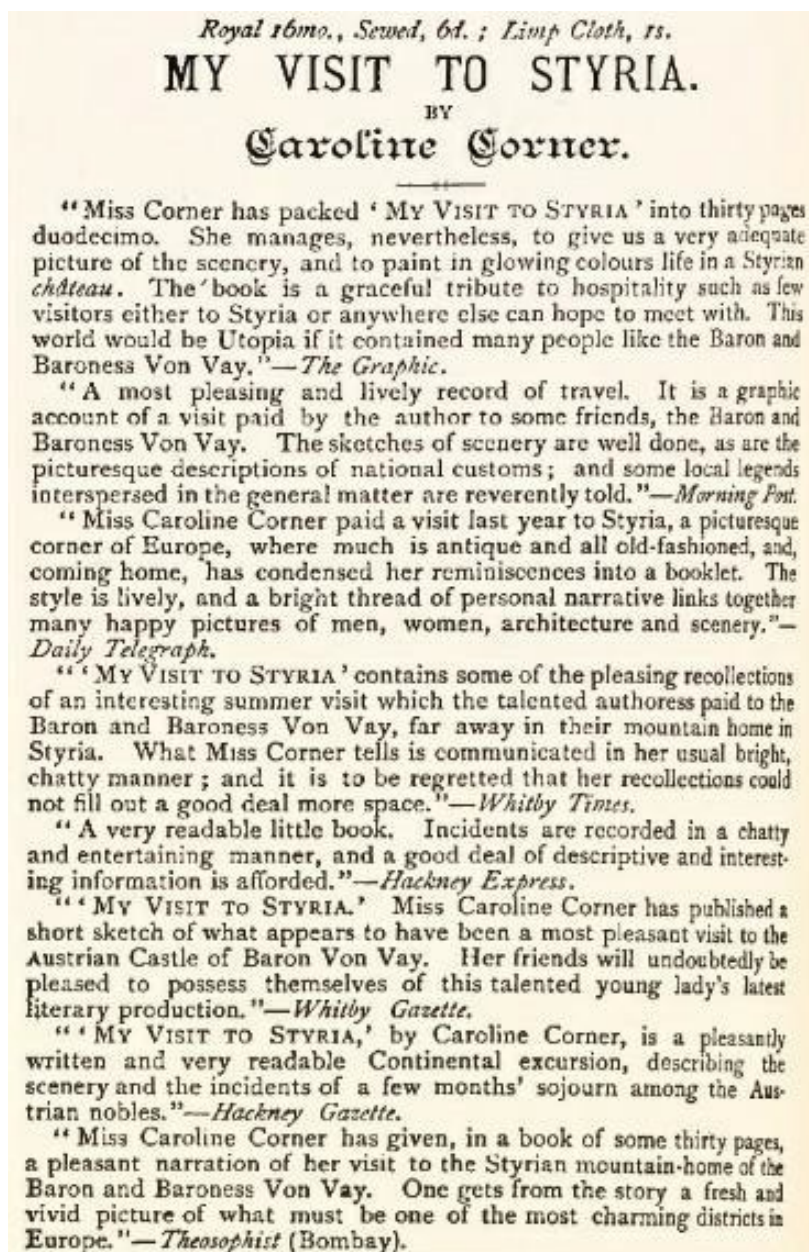 Royal 16mo., Sewed, 6d. ; Limp Cloth, 1s.
MY VISIT TO STYRIA.
BY
Caroline Corner.
“Miss Corner has packed ‘ MY VISIT TO STYRIA ’ into thirty pages
duodecimo. She manages, nevertheless, to give us a very adequate
picture of the scenery, and to paint in glowing colours life in a Styrian
château. The book is a graceful tribute to hospitality such as few
visitors either to Styria or anywhere else can hope to meet with. This
world would be Utopia if it contained many people like the Baron and
Baroness Von Vay.”—The Graphic.
“A most pleasing and lively record of travel. It is a graphic
account of a visit paid by the author to some friends, the Baron and
Baroness Von Vay. The sketches of scenery are well done, as are the
picturesque descriptions of national customs ; and some local legends
interspersed in the general matter are reverently told.”—Morning Post.
“Miss Caroline Corner paid a visit last year to Styria, a picturesque
corner of Europe, where much is antique and all old-fashioned, and,
coming home, has condensed her reminiscences into a booklet. The
style is lively, and a bright thread of personal narrative links together
many happy pictures of men, women, architecture and scenery.”—
Daily Telegraph.
“‘ MY VISIT TO STYRIA ’ contains some of the pleasing recollections
of an interesting summer visit which the talented authoress paid to the
Baron and Baroness Von Vay, far away in their mountain home in
Styria. What Miss Corner tells is communicated in her usual bright,
chatty manner ; and it is to be regretted that her recollections could
not fill out a good deal more space.”—Whitby Times.
“A very readable little book. Incidents are recorded in a chatty
and entertaining manner, and a good deal of descriptive and interest-
ing information is afforded.”—Hackney Express.
“‘ MY VISIT TO STYRIA.’ Miss Caroline Corner has published a
short sketch of what appears to have been a most pleasant visit to the
Austrian Castle of Baron Von Vay. Her friends will undoubtedly be
pleased to possess themselves of this talented young lady’s latest
literary production.”—Whitby Gazette.
“‘ MY VISIT TO STYRIA,’ by Caroline Corner, is a pleasantly
written and very readable Continental excursion, describing the
scenery and the incidents of a few months’ sojourn among the Aus-
trian nobles.”—Hackney Gazette.
“Miss Caroline Corner has given, in a book of some thirty pages,
a pleasant narration of her visit to the Styrian mountain-home of the
Baron and Baroness Von Vay. One gets from the story a fresh and
vivid picture of what must be one of the most charming districts in
Europe.”—Theosophist (Bombay).